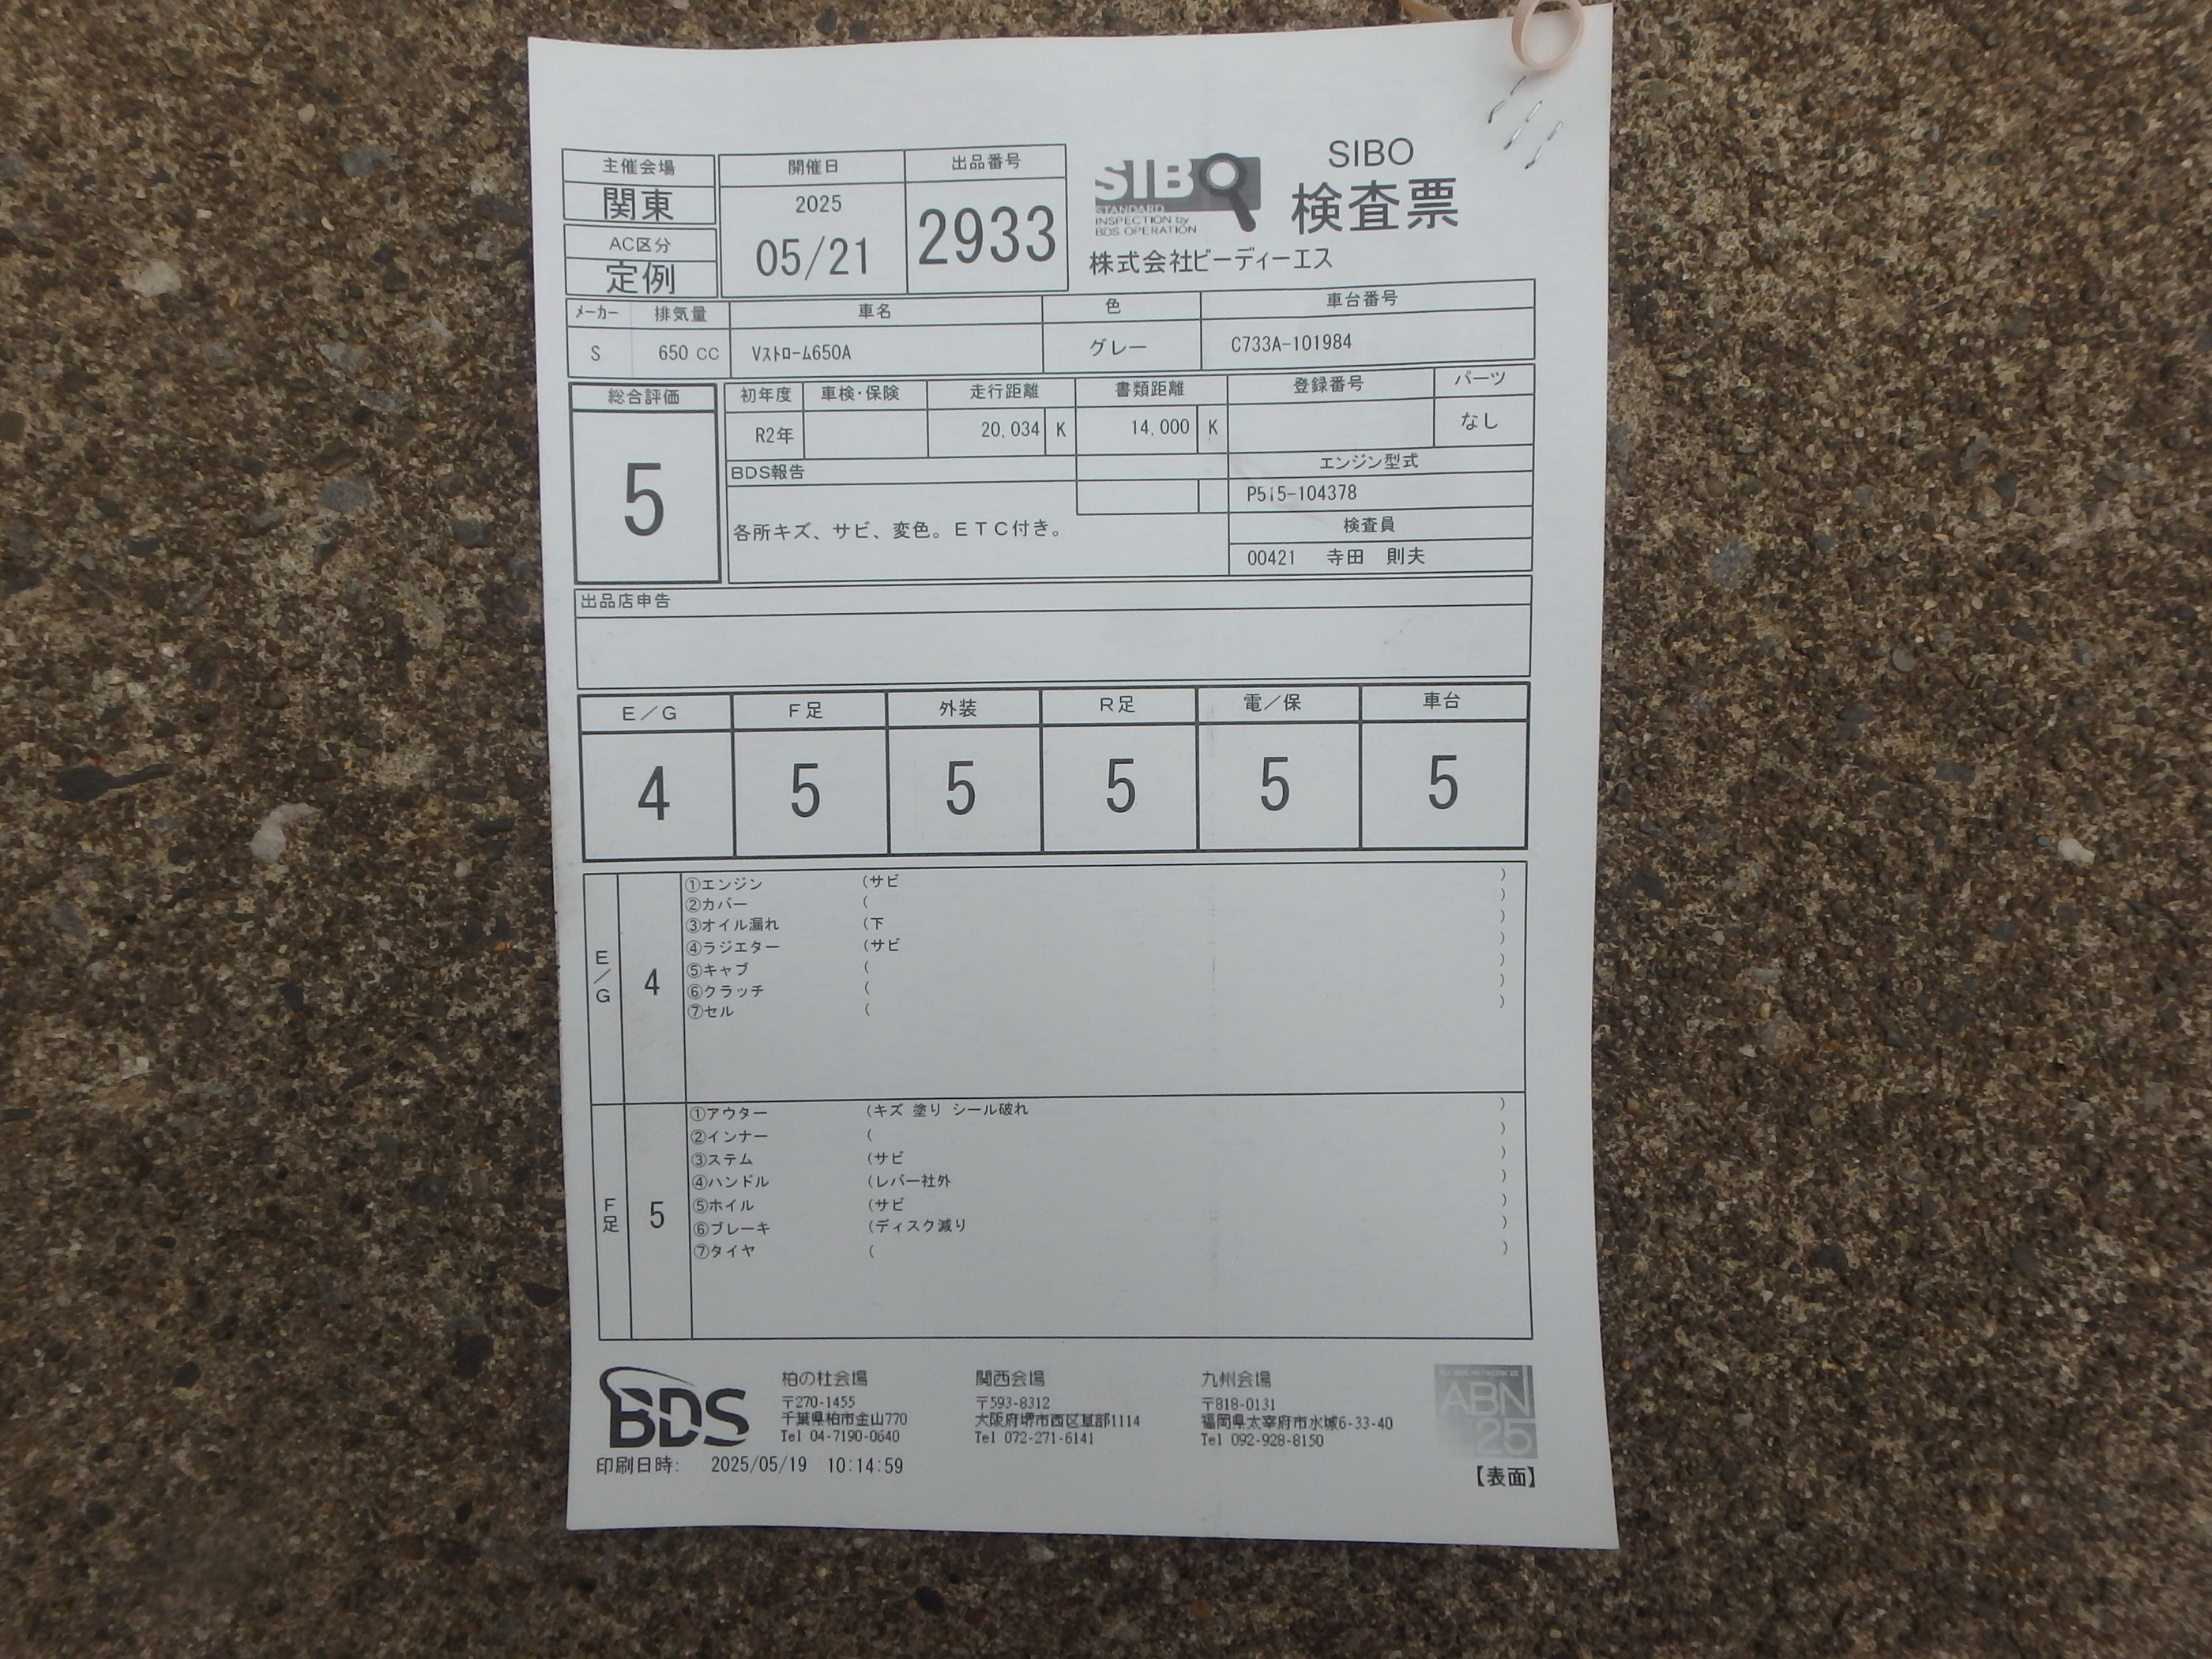 主催会場
関東
AC区分
定例
開催日
2025
05/21
出品番号
2933
SIBO
STANDARD
INSPECTION by
BDS OPERATION
SIBO
検査票
株式会社ビーディーエス
メーカー 排気量 車名 色 車台番号
S 650 CC Vストローム650A グレー C733A-101984
総合評価
5
初年度 車検・保険 走行距離 書類距離 登録番号 パーツ
R2年 20,034 K 14,000 K なし
BDS報告
各所キズ、サビ、変色。ETC付き。
エンジン型式
P515-104378
検査員
00421 寺田 則夫
出品店申告
E/G F足 外装 R足 電/保 車台
4 5 5 5 5 5
E/G
4
①エンジン (サビ )
②カバー ( )
③オイル漏れ (下 )
④ラジエター (サビ )
⑤キャブ ( )
⑥クラッチ ( )
⑦セル ( )
F足
5
①アウター (キズ 塗り シール破れ )
②インナー ( )
③ステム (サビ )
④ハンドル (レバー社外 )
⑤ホイル (サビ )
⑥ブレーキ (ディスク減り )
⑦タイヤ ( )
BDS
柏の杜会場
〒270-1455
千葉県柏市金山770
Tel 04-7190-0640
関西会場
〒593-8312
大阪府堺市西区草部1114
Tel 072-271-6141
九州会場
〒818-0131
福岡県太宰府市水城6-33-40
Tel 092-928-8150
ABN
25
印刷日時: 2025/05/19 10:14:59
【表面】